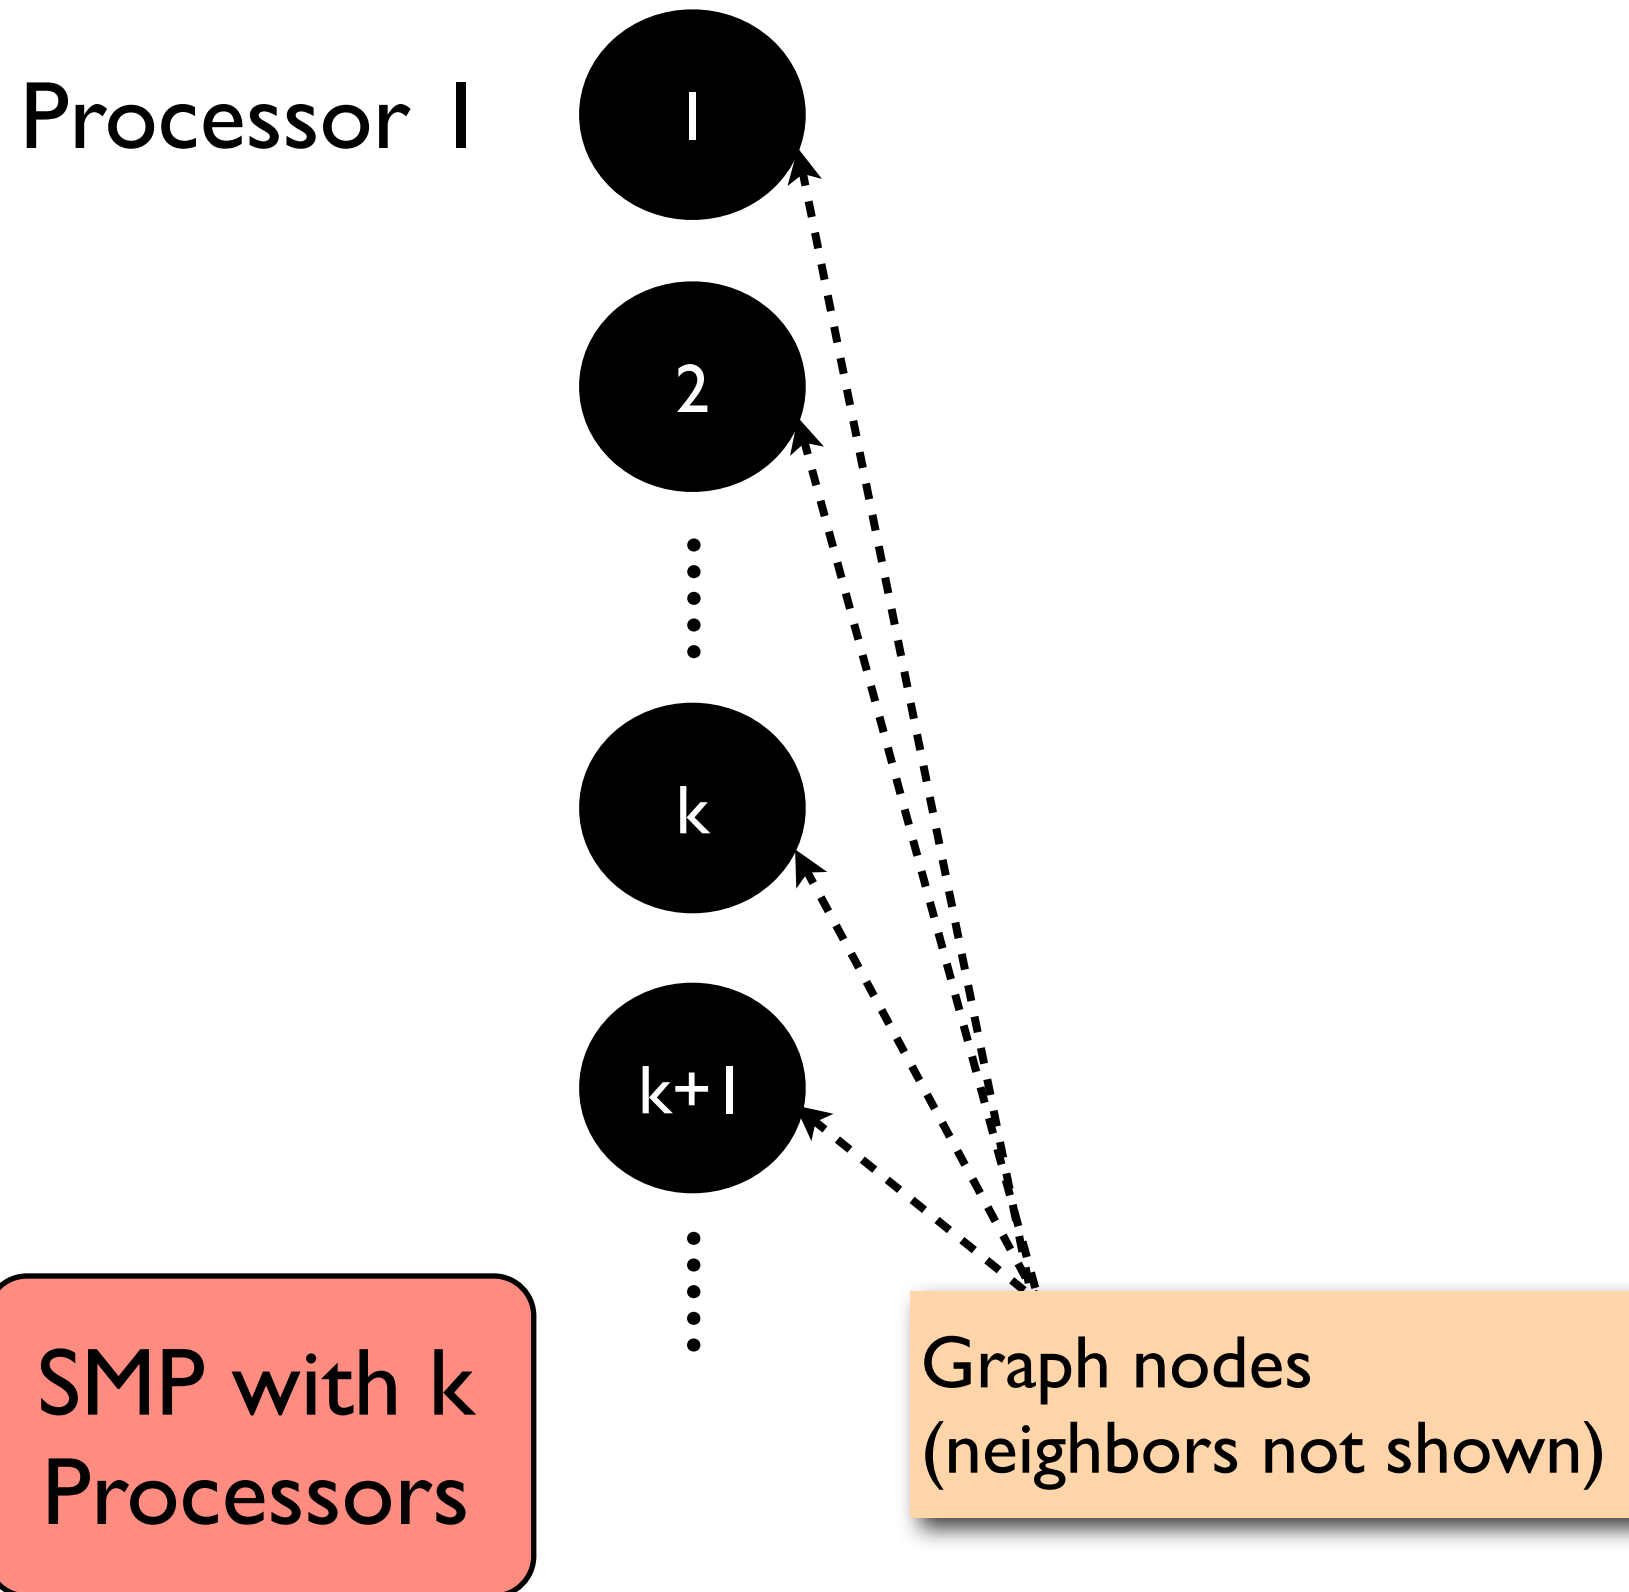 Processor 1
1
2
k
k+1
SMP with k
Processors
Graph nodes
(neighbors not shown)